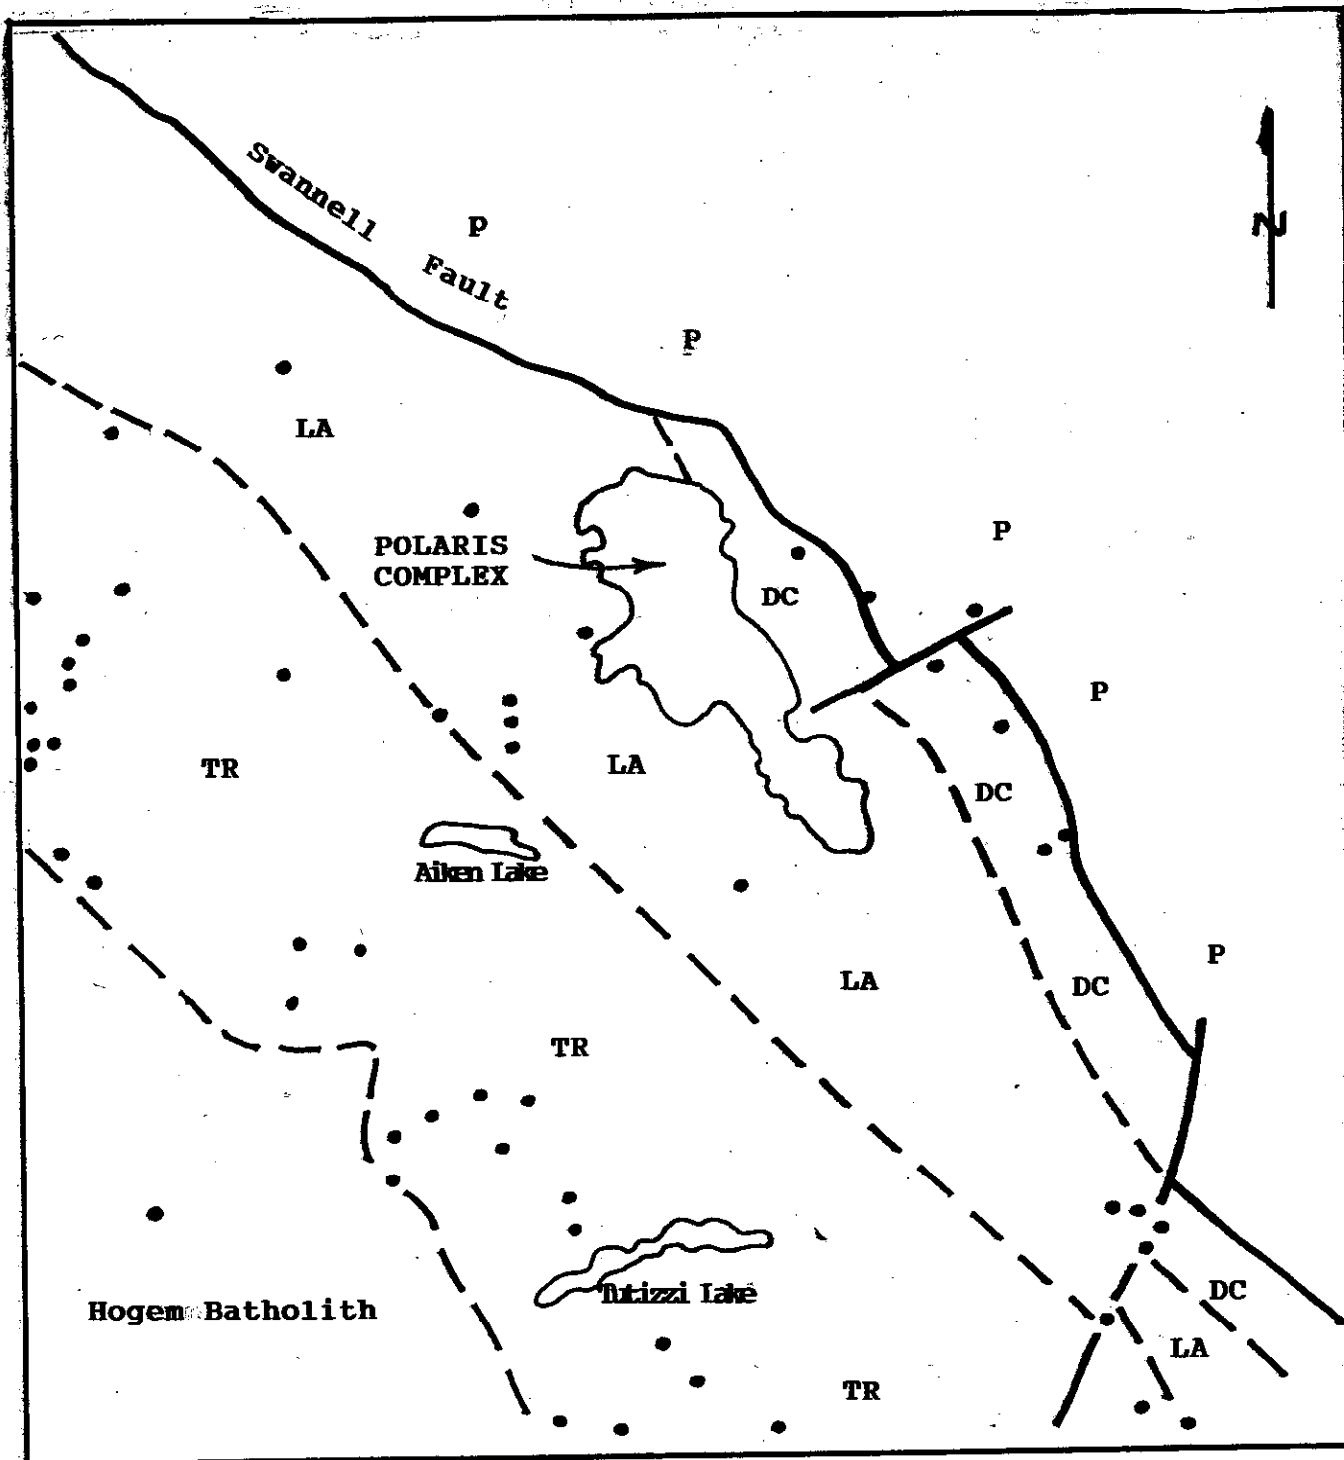 Swannell
Fault
P
P
N
LA
POLARIS
COMPLEX
P
DC
P
TR
LA
DC
Aiken Lake
P
LA
DC
TR
Tutizzi Lake
DC
Hogem Batholith
LA
TR